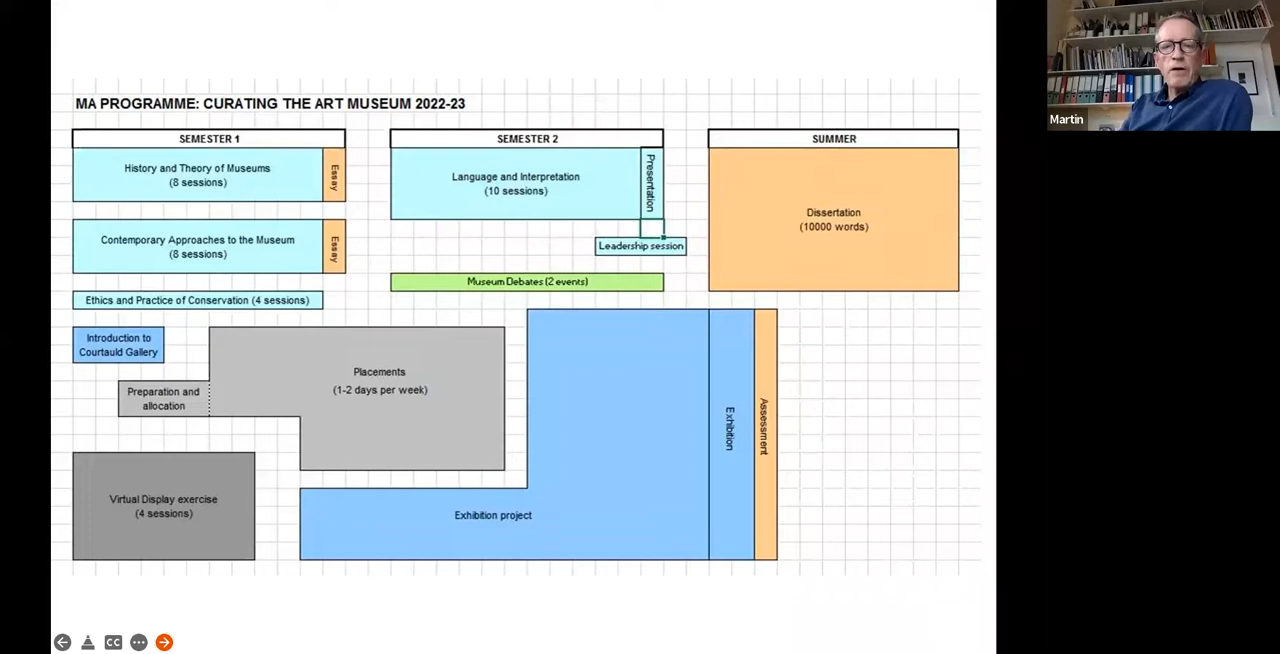 MA PROGRAMME: CURATING THE ART MUSEUM 2022-23
SEMESTER 1
SEMESTER 2
SUMMER
History and Theory of Museums
(8 sessions)
Essay
Language and Interpretation
(10 sessions)
Presentation
Dissertation
(10000 words)
Contemporary Approaches to the Museum
(8 sessions)
Essay
Leadership session
Museum Debates (2 events)
Ethics and Practice of Conservation (4 sessions)
Introduction to
Courtauld Gallery
Placements
(1-2 days per week)
Preparation and
allocation
Exhibition
Assessment
Virtual Display exercise
(4 sessions)
Exhibition project
Martin
CC